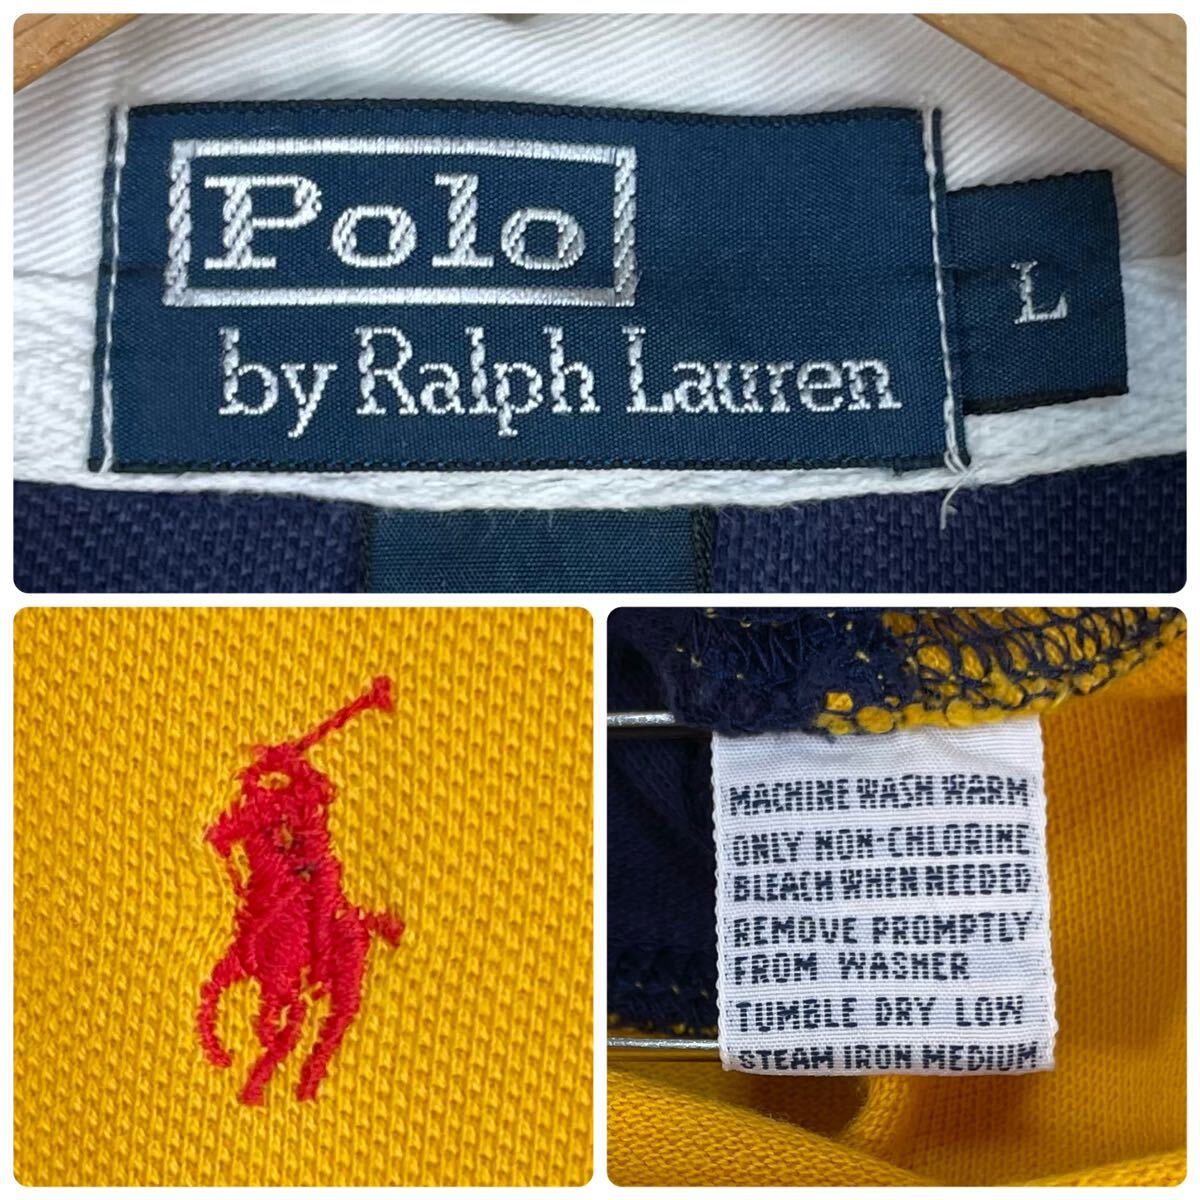 Polo
by Ralph Lauren
L
MACHINE WASH WARM
ONLY NON-CHLORINE
BLEACH WHEN NEEDED
REMOVE PROMPTLY
FROM WASHER
TUMBLE DRY LOW
STEAM IRON MEDIUM